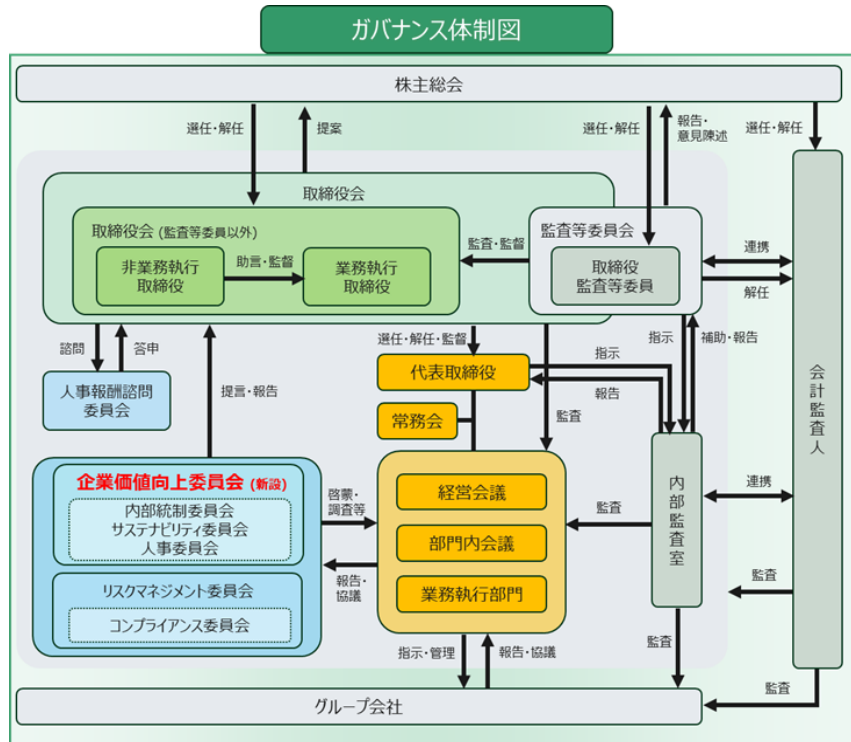 ガバナンス体制図
株主総会
選任・解任
提案
選任・解任
報告・
意見陳述
選任・解任
取締役会
取締役会 (監査等委員以外)
非業務執行
取締役
助言・監督
業務執行
取締役
監査・監督
監査等委員会
取締役
監査等委員
連携
解任
諮問
答申
選任・解任・監督
指示
指示
補助・報告
人事報酬諮問
委員会
提言・報告
代表取締役
報告
常務会
監査
会計監査人
企業価値向上委員会 (新設)
内部統制委員会
サステナビリティ委員会
人事委員会
啓蒙・
調査等
経営会議
部門内会議
業務執行部門
監査
内部監査室
連携
報告・
協議
リスクマネジメント委員会
コンプライアンス委員会
監査
指示・管理
報告・協議
監査
監査
グループ会社